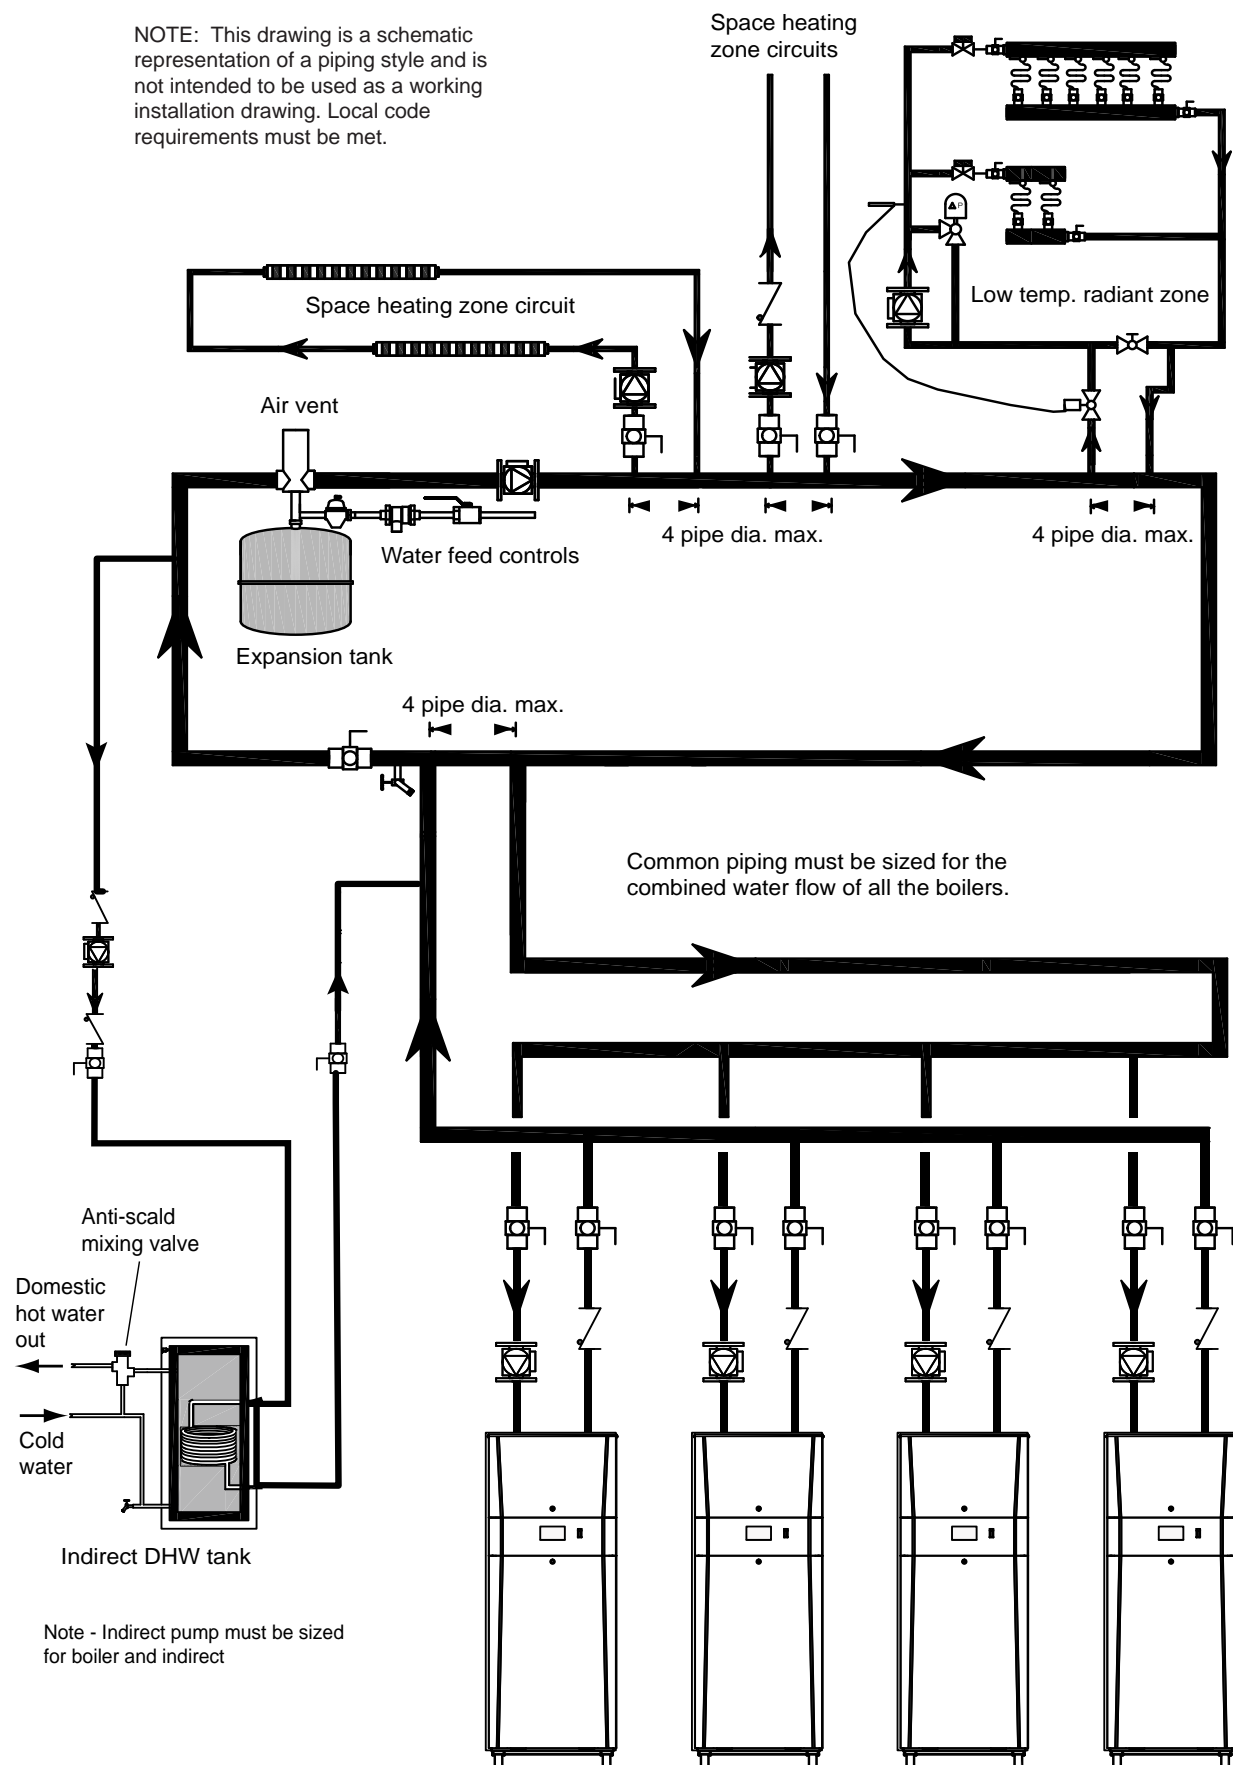 NOTE:  This drawing is a schematic
representation of a piping style and is
not intended to be used as a working
installation drawing. Local code
requirements must be met.
Space heating
zone circuits
ΔP
Low temp. radiant zone
Space heating zone circuit
Air vent
Water feed controls
4 pipe dia. max.
4 pipe dia. max.
Expansion tank
4 pipe dia. max.
Common piping must be sized for the
combined water flow of all the boilers.
Anti-scald
mixing valve
Domestic
hot water
out
Cold
water
Indirect DHW tank
Note - Indirect pump must be sized
for boiler and indirect